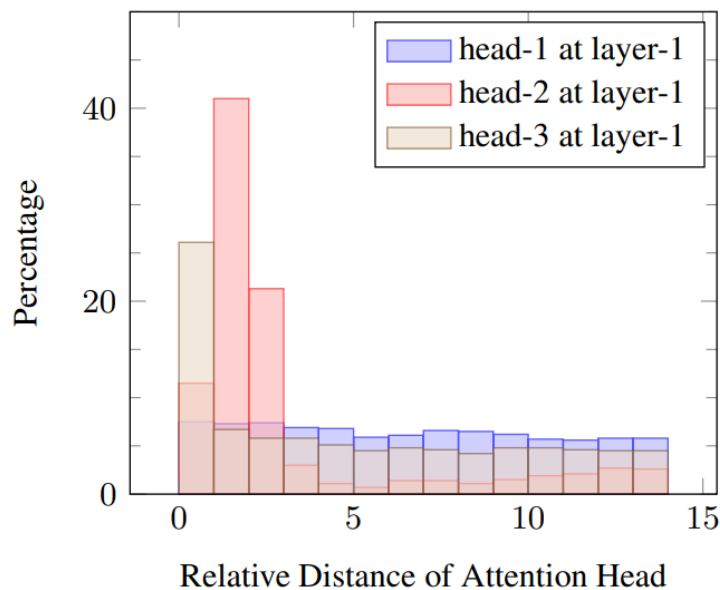 head-1 at layer-1
head-2 at layer-1
head-3 at layer-1
40
20
0
Percentage
0 5 10 15
Relative Distance of Attention Head